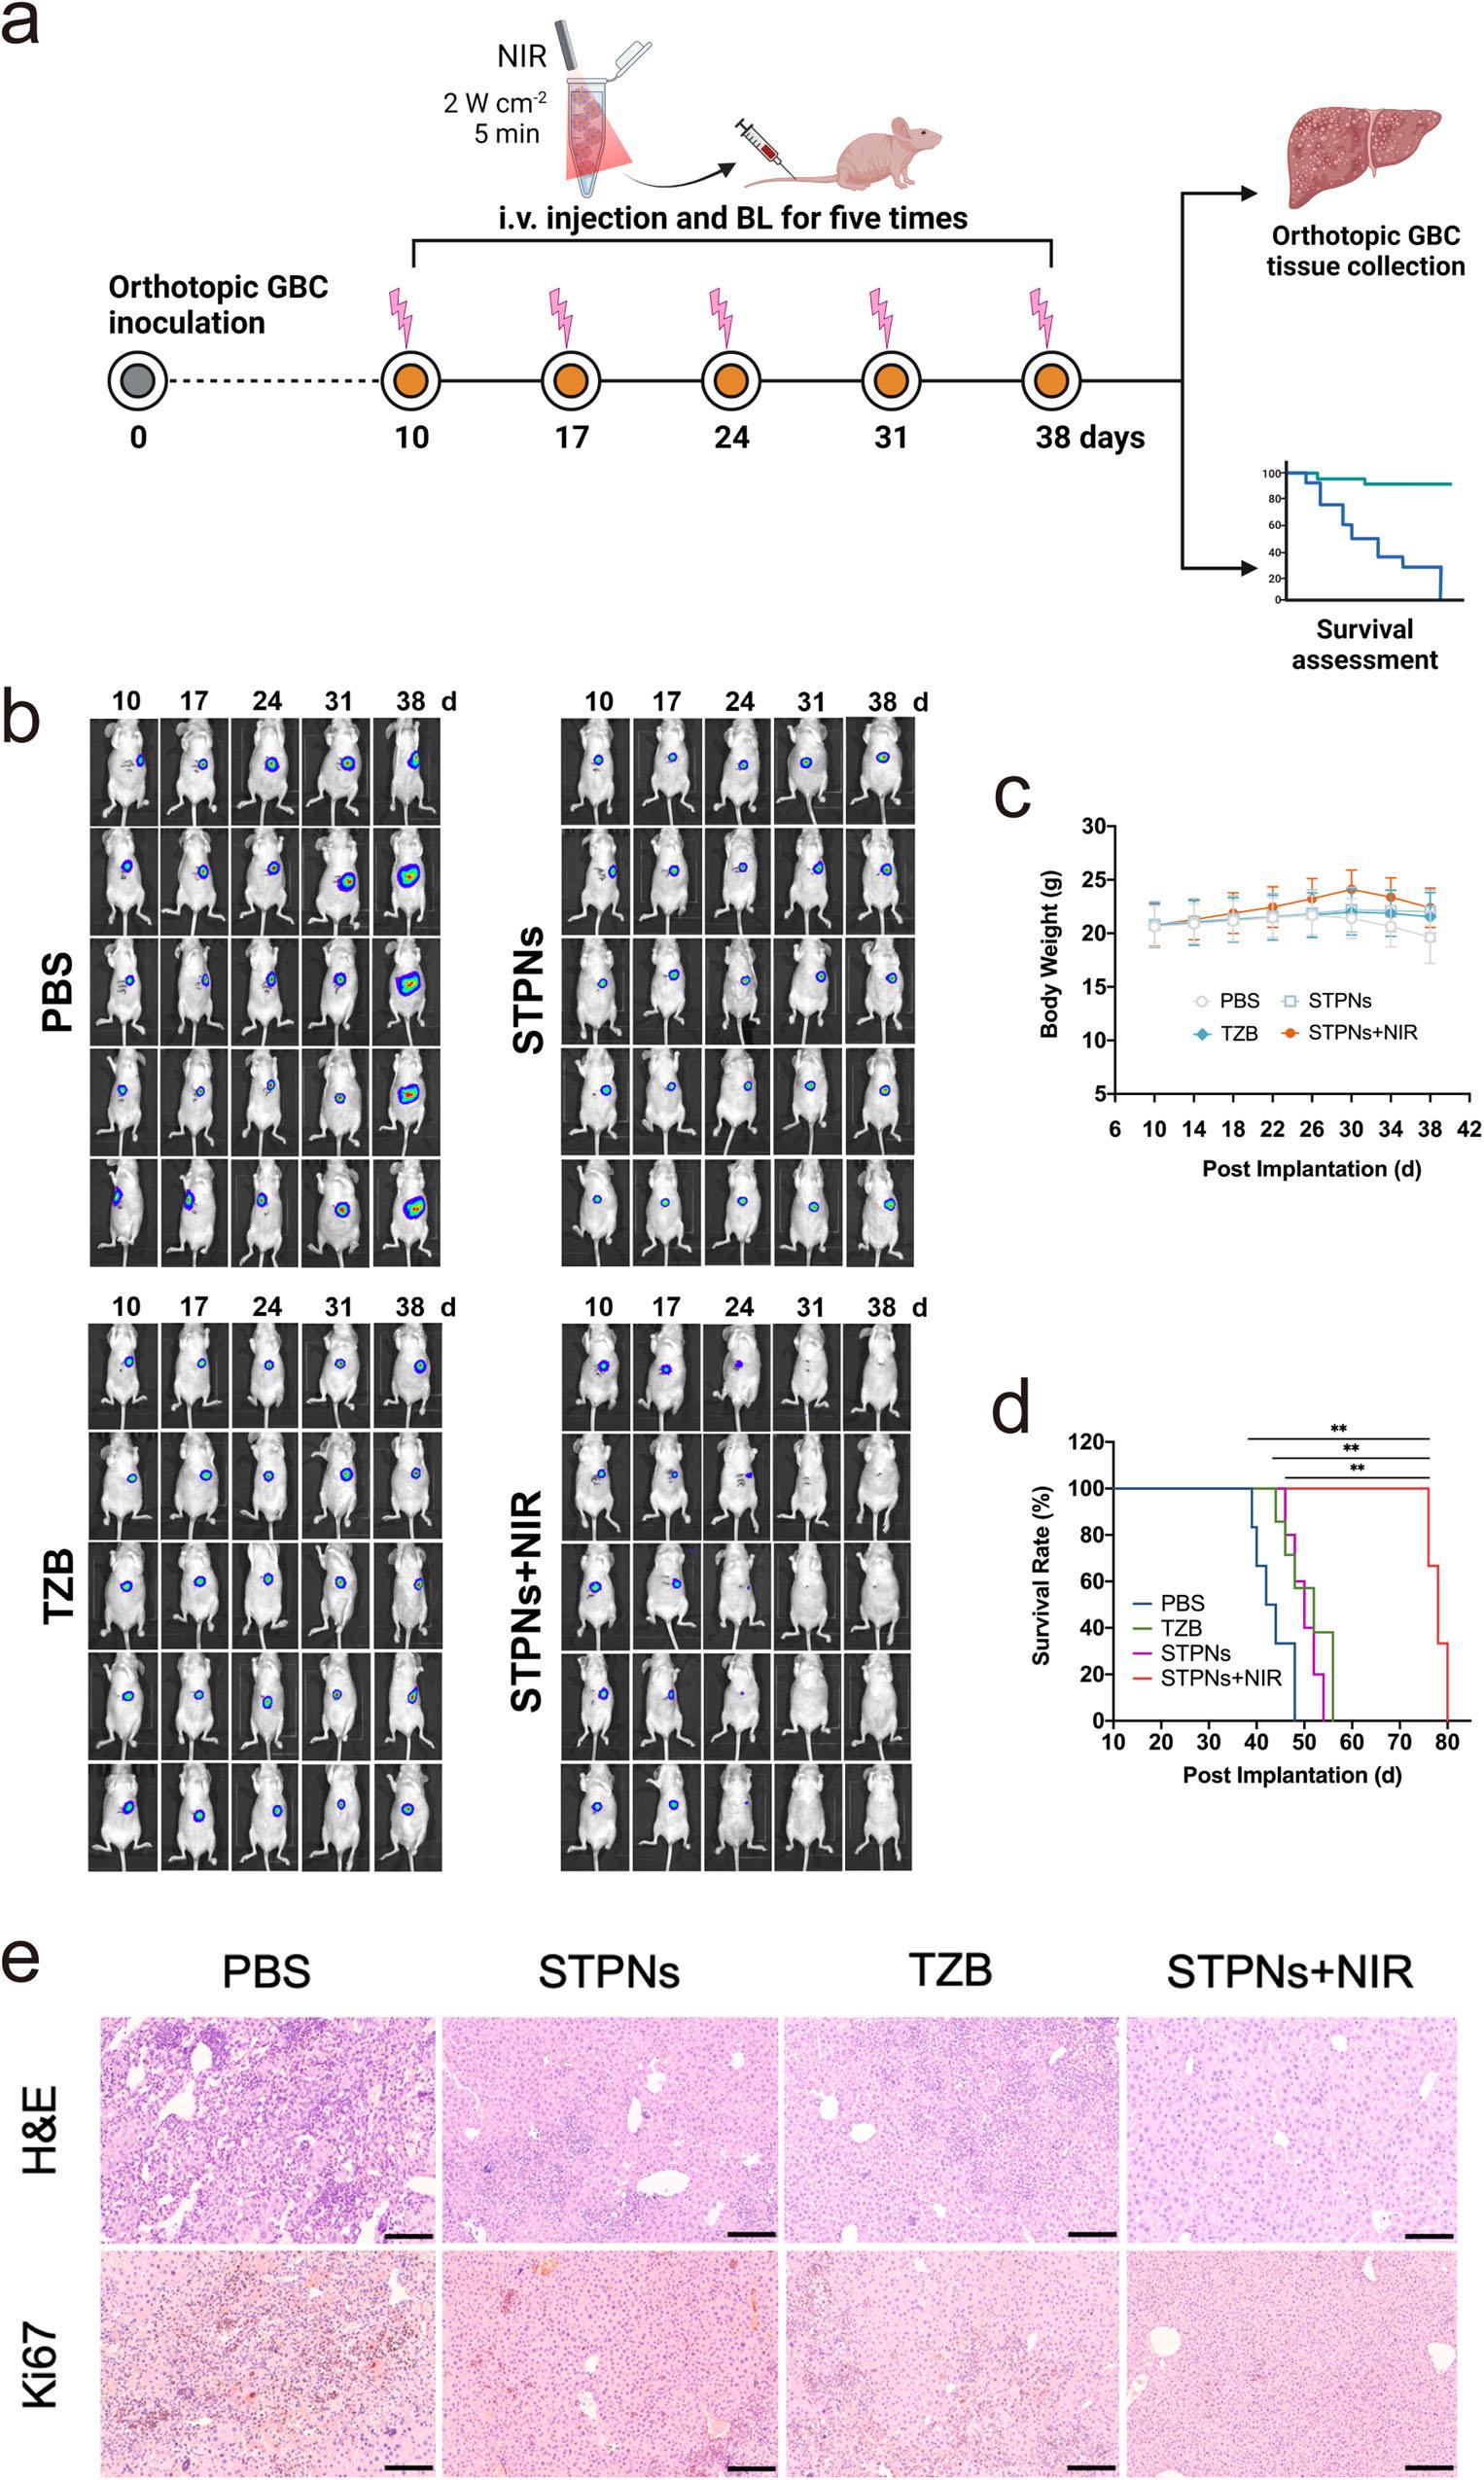 a
NIR
2 W cm⁻²
5 min
i.v. injection and BL for five times
Orthotopic GBC
inoculation
0
10
17
24
31
38 days
Orthotopic GBC
tissue collection
100
80
60
40
20
0
Survival
assessment
b
10 17 24 31 38 d
PBS
10 17 24 31 38 d
STPNs
10 17 24 31 38 d
TZB
10 17 24 31 38 d
STPNs+NIR
c
30
25
20
15
10
5
Body Weight (g)
PBS
STPNs
TZB
STPNs+NIR
6 10 14 18 22 26 30 34 38 42
Post Implantation (d)
d
**
**
**
120
100
80
60
40
20
0
Survival Rate (%)
PBS
TZB
STPNs
STPNs+NIR
10 20 30 40 50 60 70 80
Post Implantation (d)
e
PBS
STPNs
TZB
STPNs+NIR
H&E
Ki67